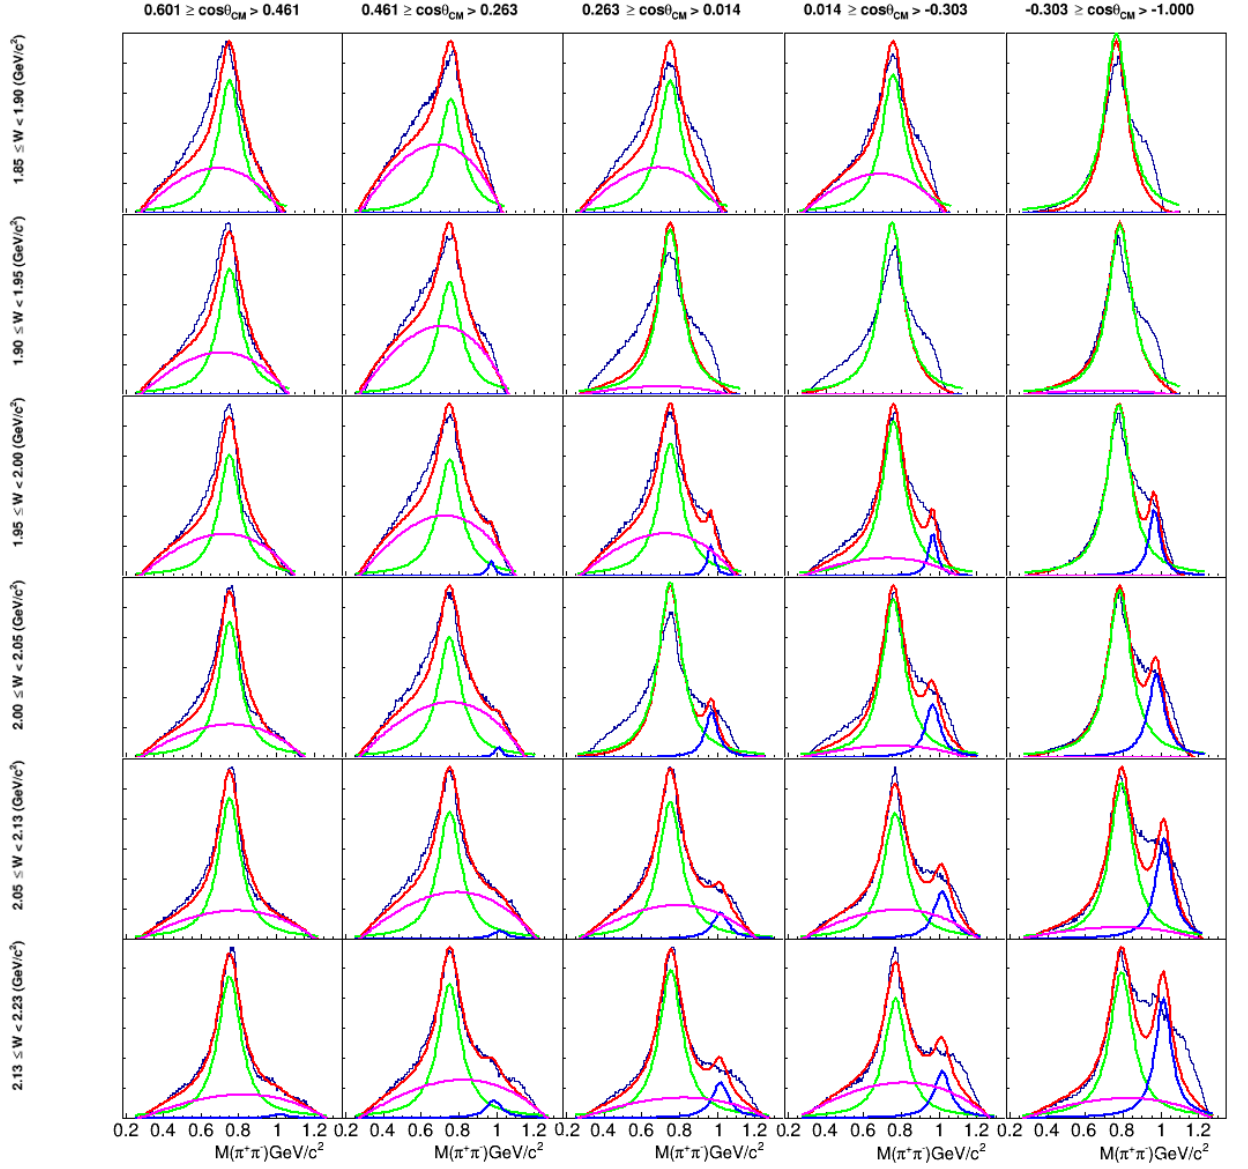 0.601 ≥ cosθCM > 0.461 0.461 ≥ cosθCM > 0.263 0.263 ≥ cosθCM > 0.014 0.014 ≥ cosθCM > -0.303 -0.303 ≥ cosθCM > -1.000
1.85 ≤ W < 1.90 (GeV/c²)
1.90 ≤ W < 1.95 (GeV/c²)
1.95 ≤ W < 2.00 (GeV/c²)
2.00 ≤ W < 2.05 (GeV/c²)
2.05 ≤ W < 2.13 (GeV/c²)
2.13 ≤ W < 2.23 (GeV/c²)
0.2 0.4 0.6 0.8 1 1.2 0.2 0.4 0.6 0.8 1 1.2 0.2 0.4 0.6 0.8 1 1.2 0.2 0.4 0.6 0.8 1 1.2 0.2 0.4 0.6 0.8 1 1.2
M(π⁺π⁻)GeV/c² M(π⁺π⁻)GeV/c² M(π⁺π⁻)GeV/c² M(π⁺π⁻)GeV/c² M(π⁺π⁻)GeV/c²